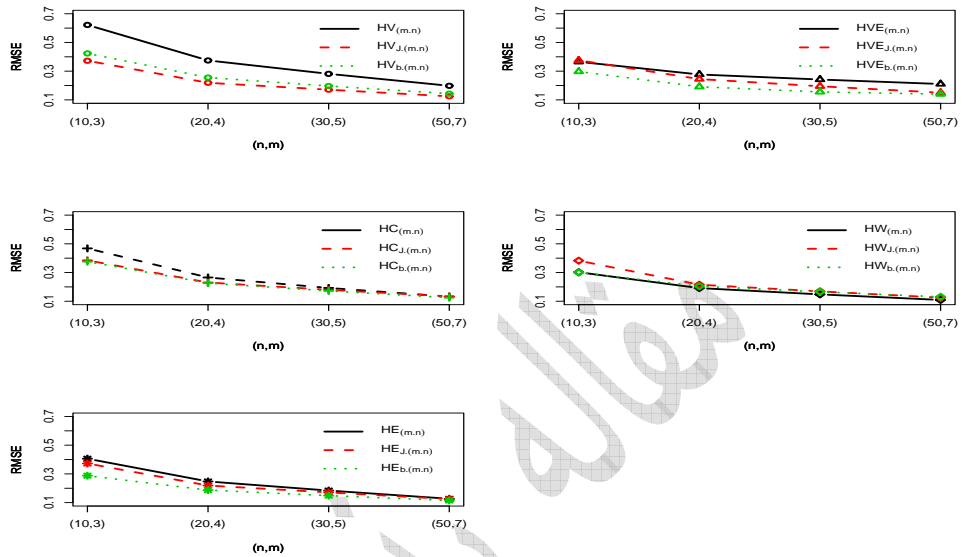 RMSE
0.1 0.3 0.5 0.7
HV(m.n)
HVJ.(m.n)
HVb.(m.n)
(10,3) (20,4) (30,5) (50,7)
(n,m)
RMSE
0.1 0.3 0.5 0.7
HVE(m.n)
HVEJ.(m.n)
HVEb.(m.n)
(10,3) (20,4) (30,5) (50,7)
(n,m)
RMSE
0.1 0.3 0.5 0.7
HC(m.n)
HCJ.(m.n)
HCb.(m.n)
(10,3) (20,4) (30,5) (50,7)
(n,m)
RMSE
0.1 0.3 0.5 0.7
HW(m.n)
HWJ.(m.n)
HWb.(m.n)
(10,3) (20,4) (30,5) (50,7)
(n,m)
RMSE
0.1 0.3 0.5 0.7
HE(m.n)
HEJ.(m.n)
HEb.(m.n)
(10,3) (20,4) (30,5) (50,7)
(n,m)
مقاله